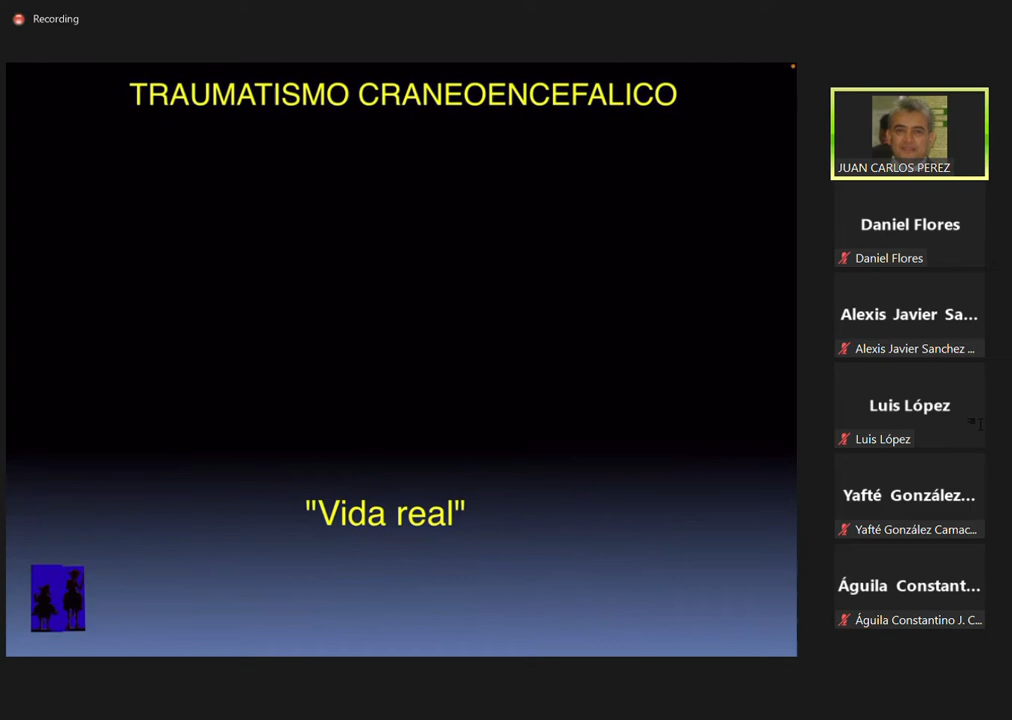 Recording
TRAUMATISMO CRANEOENCEFALICO
"Vida real"
JUAN CARLOS PEREZ
Daniel Flores
Daniel Flores
Alexis Javier Sa...
Alexis Javier Sanchez ...
Luis López
Luis López
Yafté González...
Yafté González Camac...
Águila Constant...
Águila Constantino J. C...